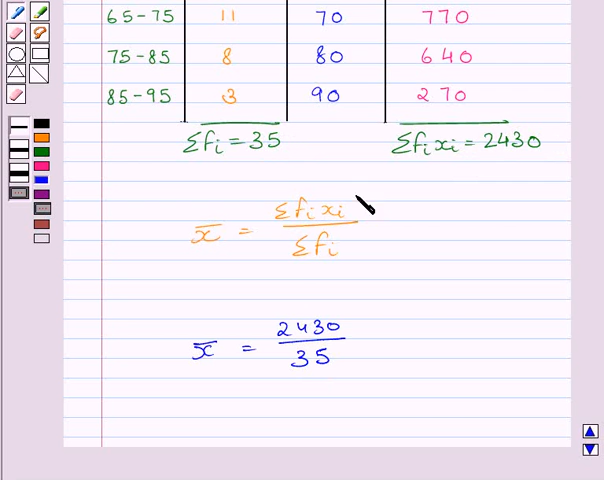 65-75 11 70 770
75-85 8 80 640
85-95 3 90 270
Σfi = 35 Σfixi = 2430
x̅ = Σfixi / Σfi
x̅ = 2430 / 35